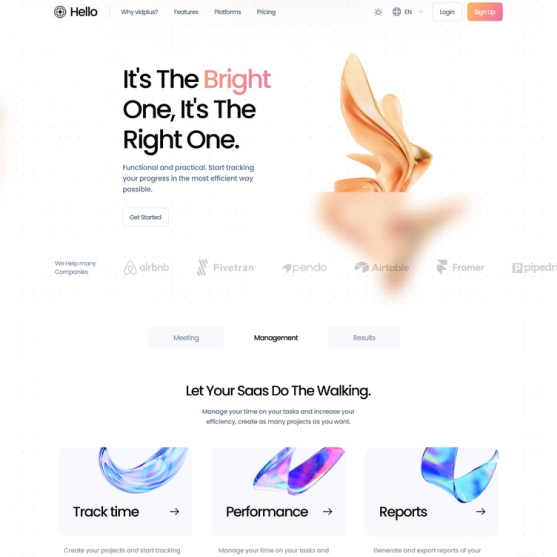 Hello
Why vidplus?
Features
Platforms
Pricing
EN
Login
Sign Up
It's The Bright
One, It's The
Right One.
Functional and practical. Start tracking
your progress in the most efficient way
possible.
Get Started
We Help many
Companies
airbnb
Fivetran
pendo
Airtable
Framer
pipedri
Meeting
Management
Results
Let Your Saas Do The Walking.
Manage your time on your tasks and increase your
efficiency, create as many projects as you want.
Track time
Performance
Reports
Create your projects and start tracking
Manage your time on your tasks and
Generate and export reports of your